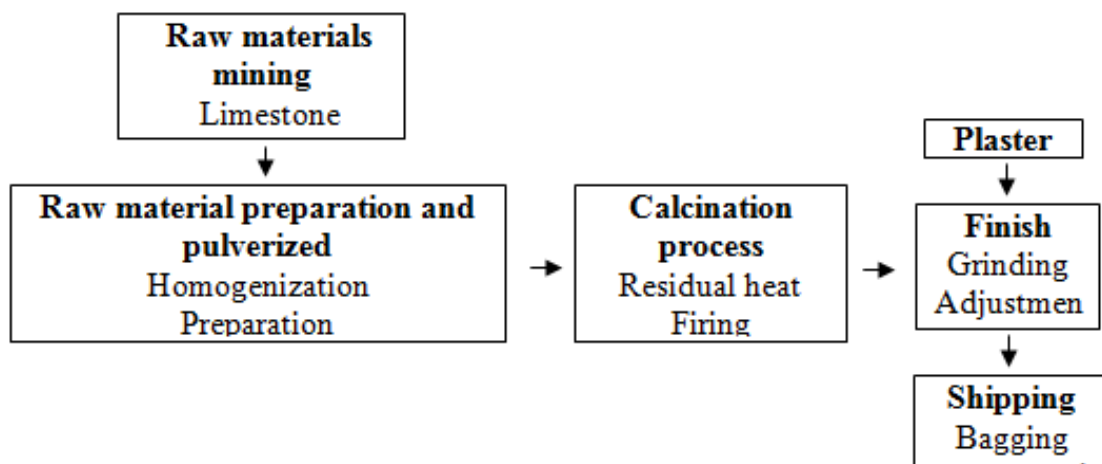 Raw materials
mining
Limestone
Raw material preparation and
pulverized
Homogenization
Preparation
Calcination
process
Residual heat
Firing
Plaster
Finish
Grinding
Adjustmen
Shipping
Bagging